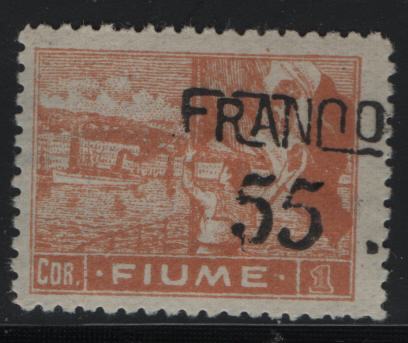 FRANCO
55
COR. · FIUME · 1